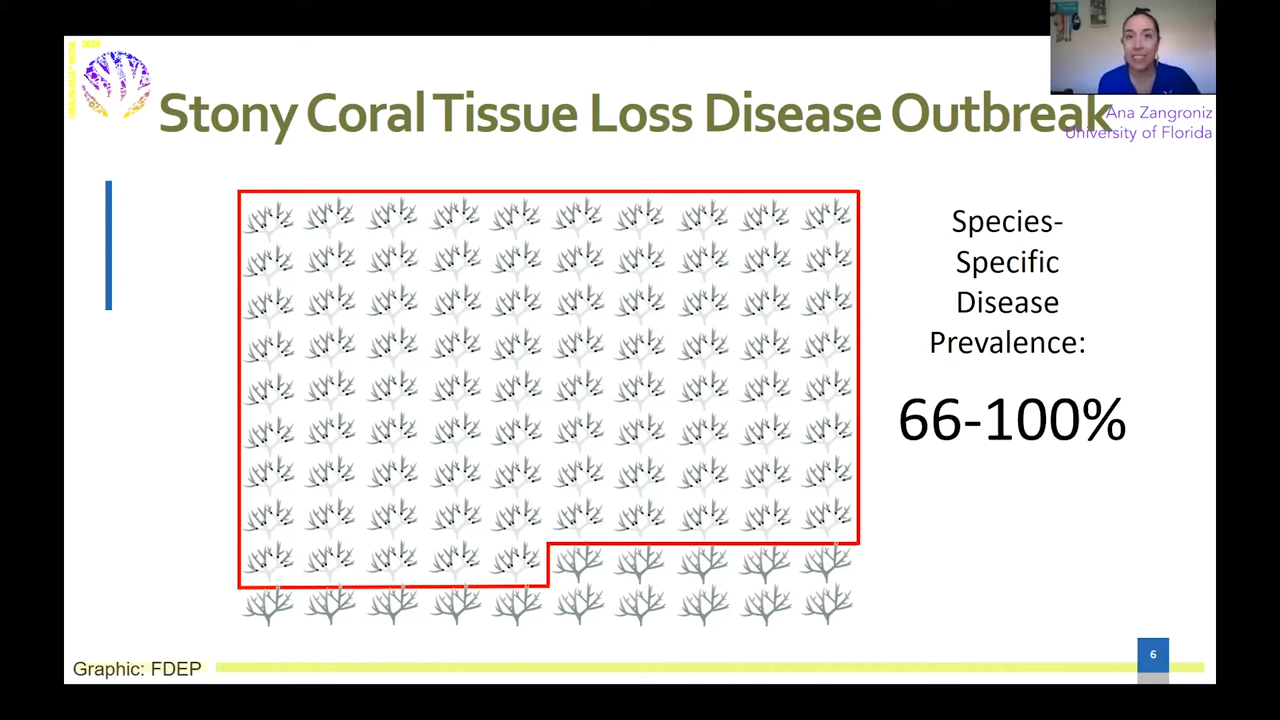 2020
Stony Coral Tissue Loss Disease Outbreak
Ana Zangroniz
University of Florida
Species-
Specific
Disease
Prevalence:
66-100%
6
Graphic: FDEP